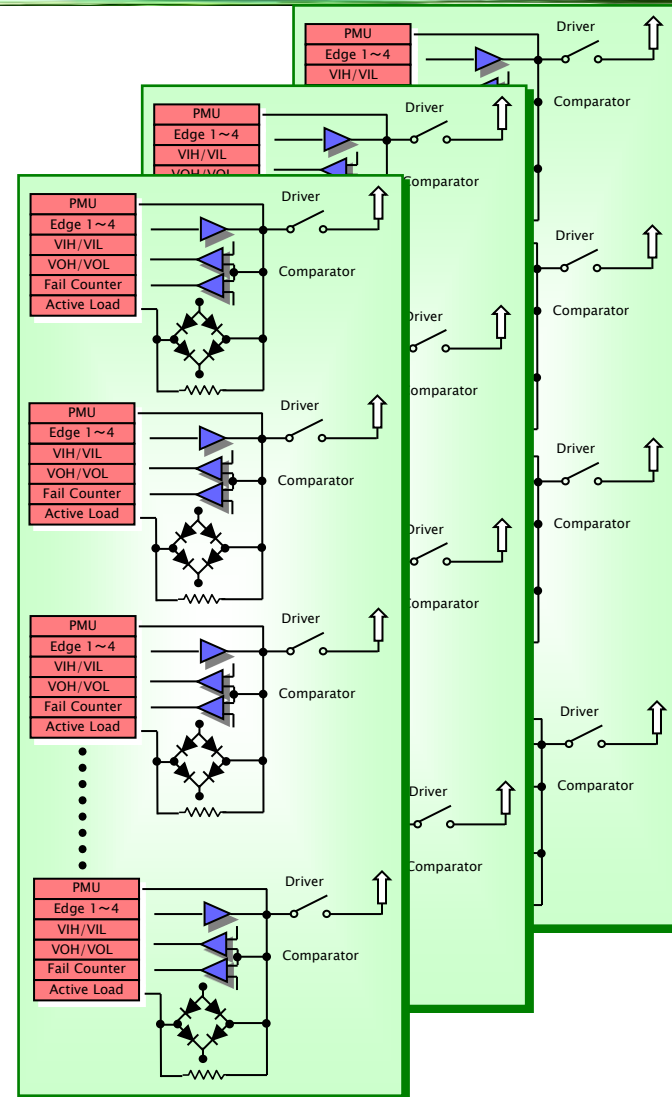 Driver
PMU
Edge 1~4
VIH/VIL
Comparator
Driver
Comparator
Driver
Comparator
Driver
Comparator
Driver
PMU
Edge 1~4
VIH/VIL
VOH/VOL
Comparator
Driver
Comparator
Driver
Comparator
Driver
Comparator
Driver
PMU
Edge 1~4
VIH/VIL
VOH/VOL
Comparator
Fail Counter
Active Load
Driver
PMU
Edge 1~4
VIH/VIL
VOH/VOL
Comparator
Fail Counter
Active Load
Driver
PMU
Edge 1~4
VIH/VIL
VOH/VOL
Comparator
Fail Counter
Active Load
Driver
PMU
Edge 1~4
VIH/VIL
VOH/VOL
Comparator
Fail Counter
Active Load